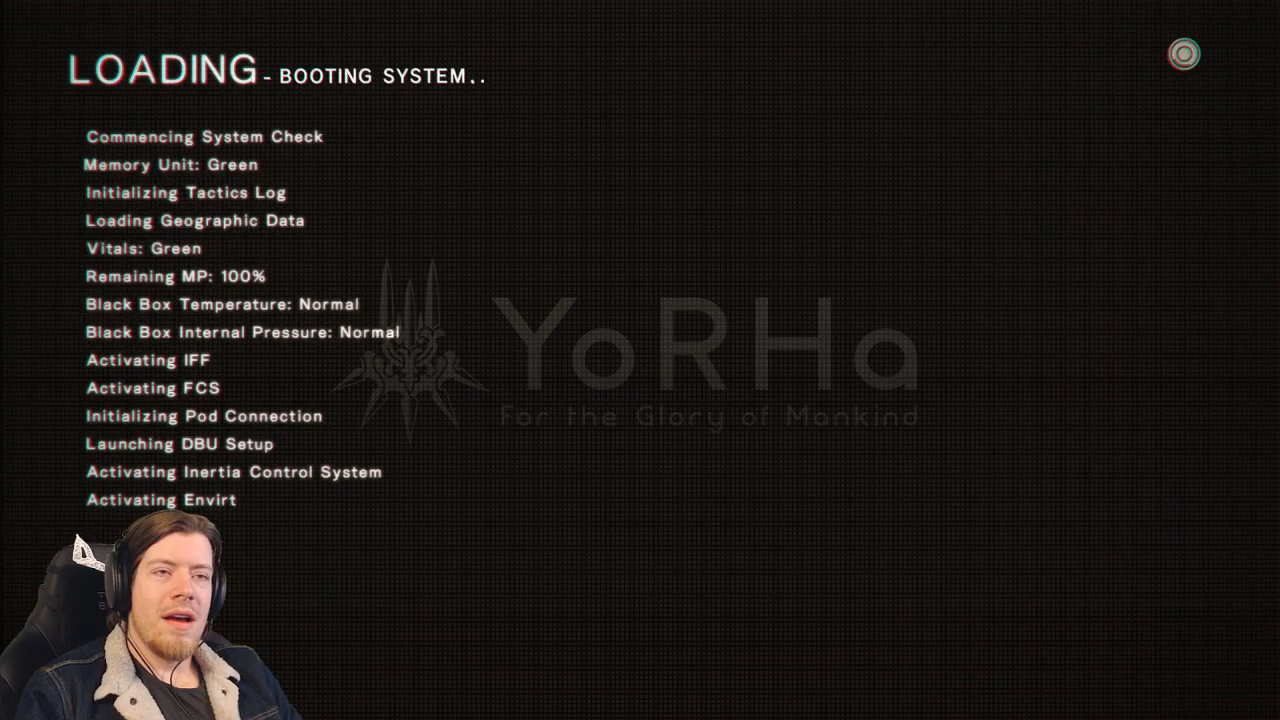 LOADING - BOOTING SYSTEM..
Commencing System Check
Memory Unit: Green
Initializing Tactics Log
Loading Geographic Data
Vitals: Green
Remaining MP: 100%
Black Box Temperature: Normal
Black Box Internal Pressure: Normal
Activating IFF
Activating FCS
Initializing Pod Connection
Launching DBU Setup
Activating Inertia Control System
Activating Envirt
YoRHa
For the Glory of Mankind